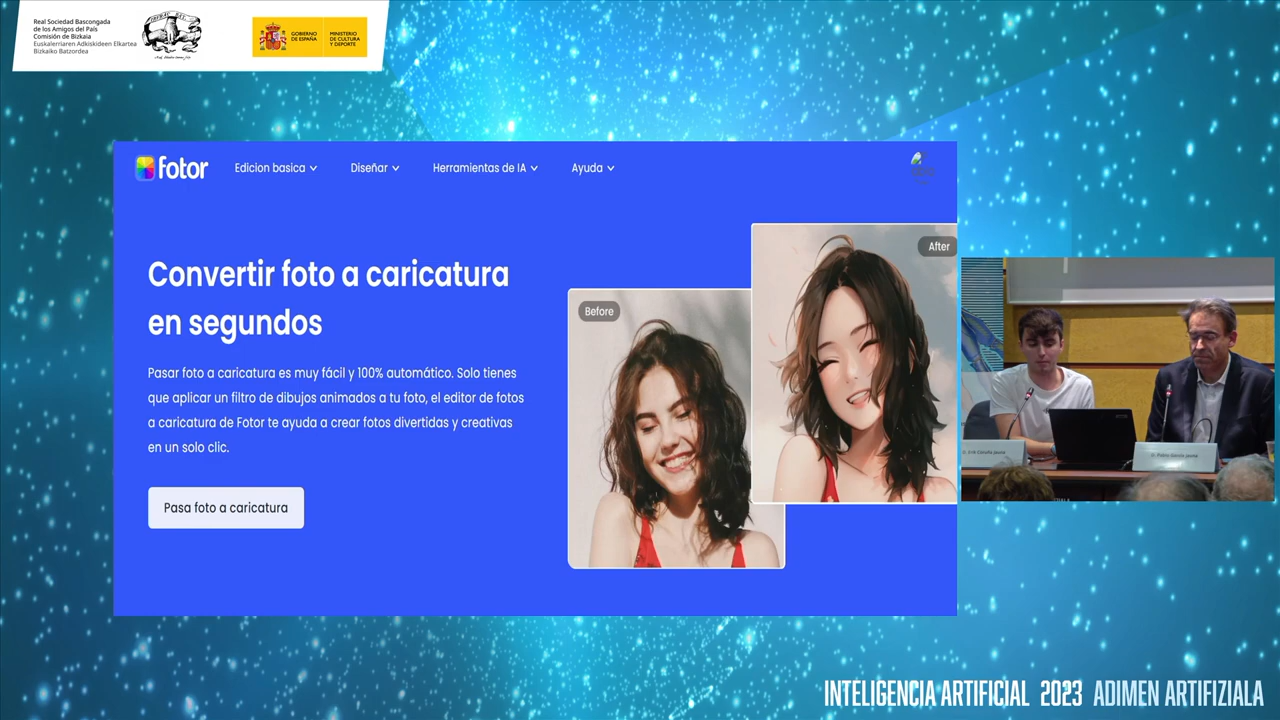 Real Sociedad Bascongada
de los Amigos del País
Comisión de Bizkaia
Euskalerriaren Adkiskideen Elkartea
Bizkaiko Batzordea
GOBIERNO
DE ESPAÑA
MINISTERIO
DE CULTURA
Y DEPORTE
fotor
Edicion basica
Diseñar
Herramientas de IA
Ayuda
Convertir foto a caricatura
en segundos
Pasar foto a caricatura es muy fácil y 100% automático. Solo tienes
que aplicar un filtro de dibujos animados a tu foto, el editor de fotos
a caricatura de Fotor te ayuda a crear fotos divertidas y creativas
en un solo clic.
Pasa foto a caricatura
Before
After
INTELIGENCIA ARTIFICIAL 2023 ADIMEN ARTIFIZIALA